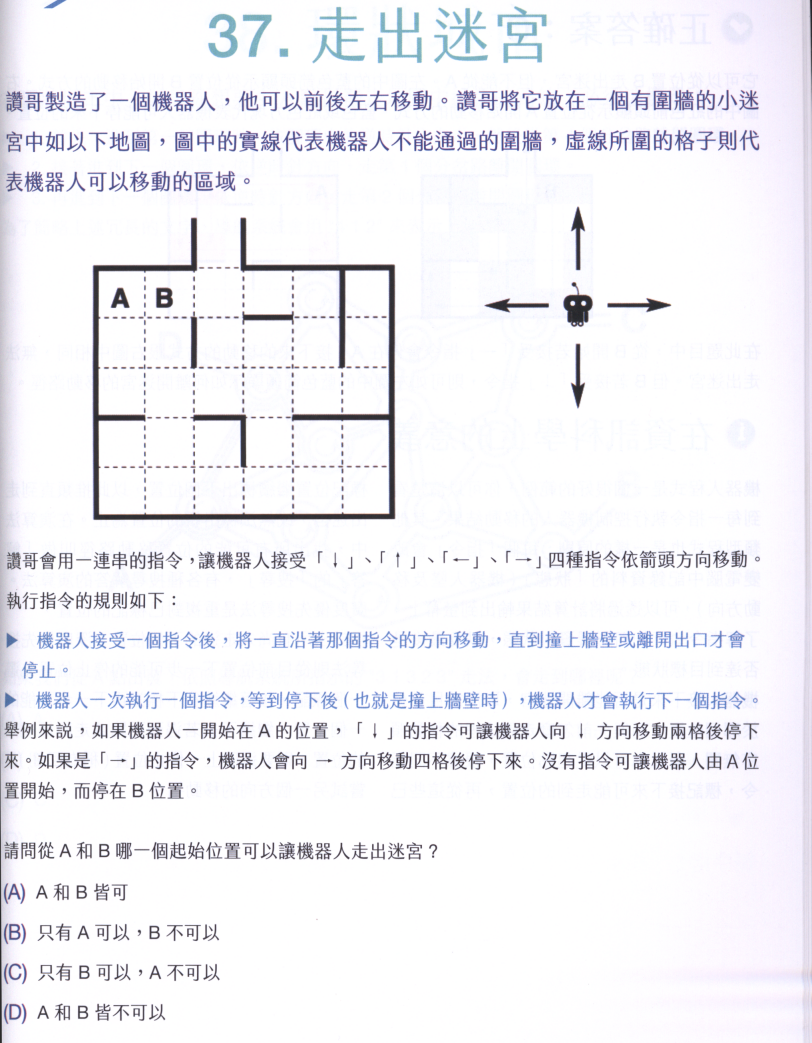 37. 走出迷宮
讚哥製造了一個機器人，他可以前後左右移動。讚哥將它放在一個有圍牆的小迷
宮中如以下地圖，圖中的實線代表機器人不能通過的圍牆，虛線所圍的格子則代
表機器人可以移動的區域。
A B
讚哥會用一連串的指令，讓機器人接受「↓」、「↑」、「←」、「→」四種指令依箭頭方向移動。
執行指令的規則如下：
▶ 機器人接受一個指令後，將一直沿著那個指令的方向移動，直到撞上牆壁或離開出口才會
停止。
▶ 機器人一次執行一個指令，等到停下後（也就是撞上牆壁時），機器人才會執行下一個指令。
舉例來說，如果機器人一開始在 A 的位置，「↓」的指令可讓機器人向 ↓ 方向移動兩格後停下
來。如果是「→」的指令，機器人會向 → 方向移動四格後停下來。沒有指令可讓機器人由 A 位
置開始，而停在 B 位置。
請問從 A 和 B 哪一個起始位置可以讓機器人走出迷宮？
(A) A 和 B 皆可
(B) 只有 A 可以，B 不可以
(C) 只有 B 可以，A 不可以
(D) A 和 B 皆不可以